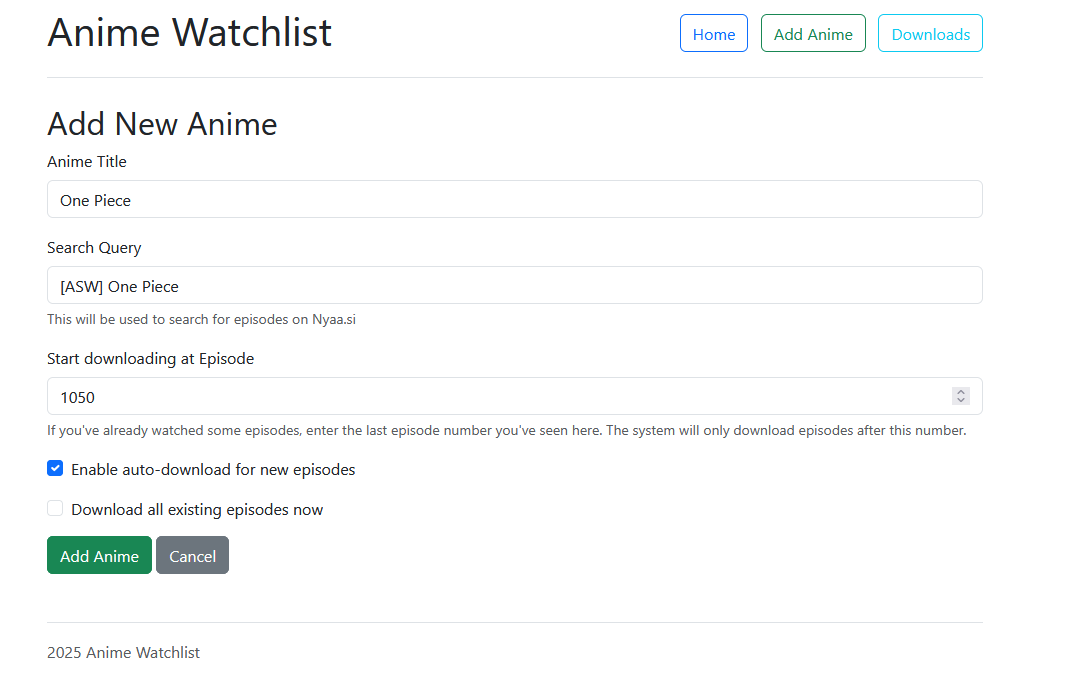 Anime Watchlist
Home
Add Anime
Downloads
Add New Anime
Anime Title
One Piece
Search Query
[ASW] One Piece
This will be used to search for episodes on Nyaa.si
Start downloading at Episode
1050
If you've already watched some episodes, enter the last episode number you've seen here. The system will only download episodes after this number.
Enable auto-download for new episodes
Download all existing episodes now
Add Anime
Cancel
2025 Anime Watchlist